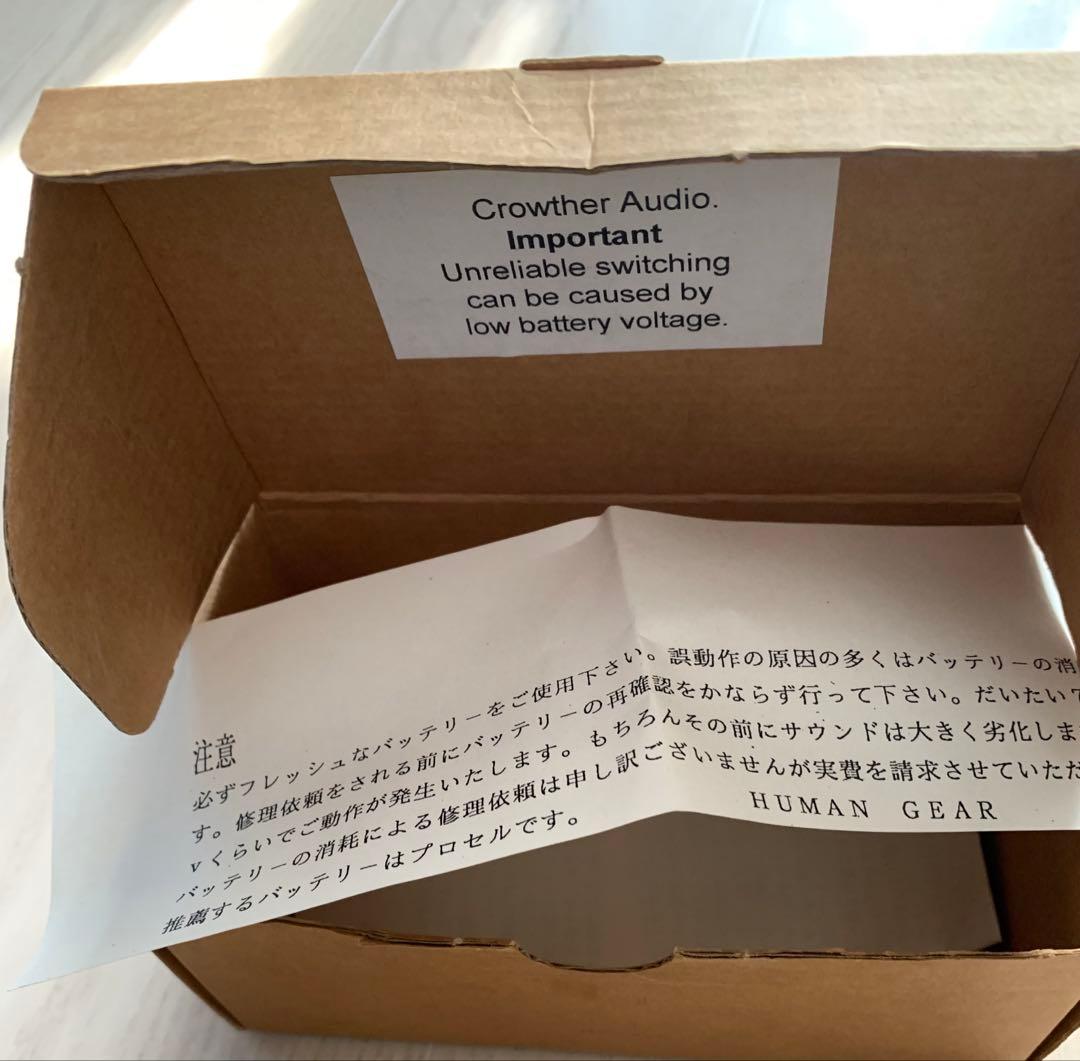 Crowther Audio.
Important
Unreliable switching
can be caused by
low battery voltage.
注意
必ずフレッシュなバッテリーをご使用下さい。誤動作の原因の多くはバッテリーの消
す。修理依頼をされる前にバッテリーの再確認をかならず行って下さい。だいたい7
vくらいでご動作が発生いたします。もちろんその前にサウンドは大きく劣化しま
バッテリーの消耗による修理依頼は申し訳ございませんが実費を請求させていただ
推薦するバッテリーはプロセルです。
HUMAN GEAR